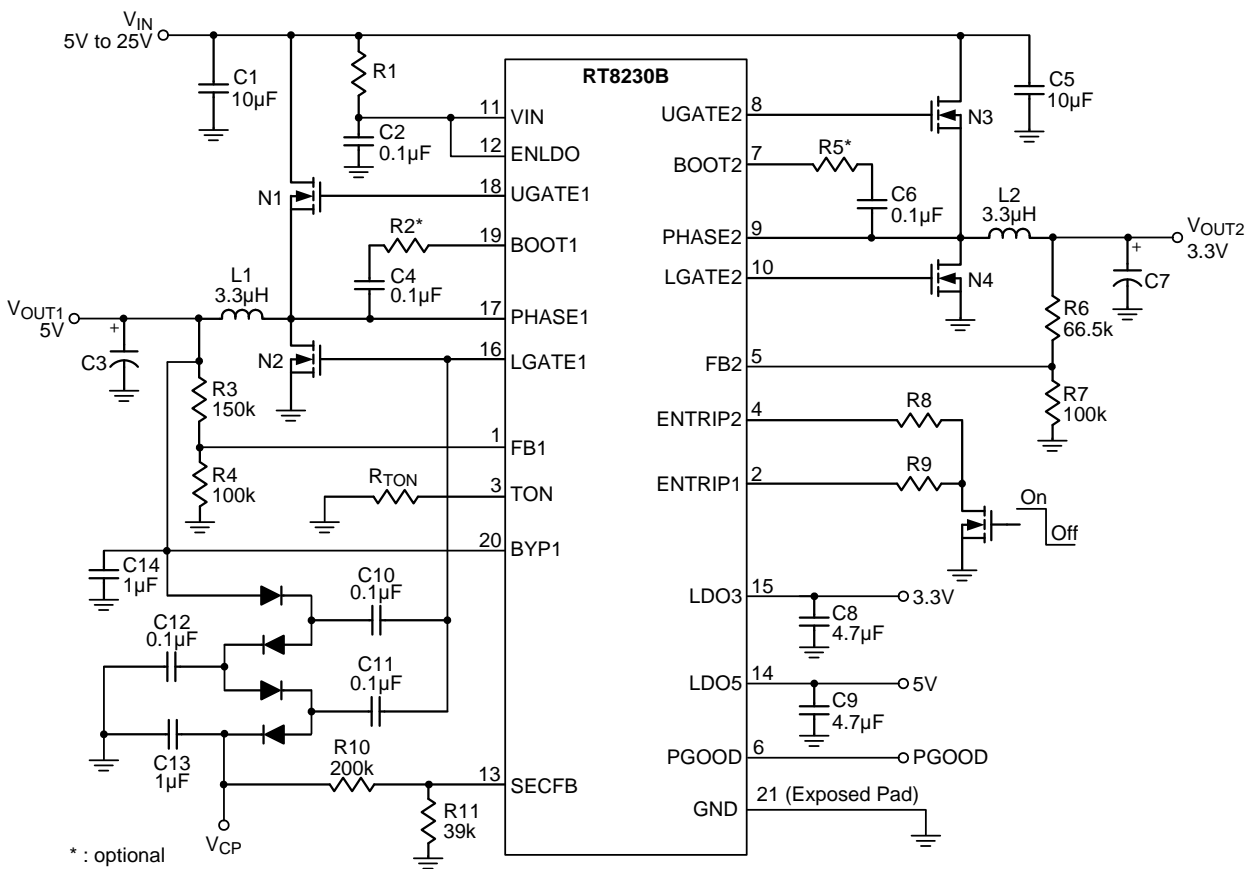 VIN
5V to 25V
C1
10µF
R1
RT8230B
C5
10µF
11
VIN
UGATE2
8
N3
C2
0.1µF
12
ENLDO
BOOT2
7
R5*
N1
18
UGATE1
C6
0.1µF
L2
3.3µH
R2*
19
BOOT1
PHASE2
9
VOUT2
3.3V
C4
0.1µF
LGATE2
10
N4
C7
+
L1
3.3µH
VOUT1
5V
17
PHASE1
R6
66.5k
+
C3
N2
16
LGATE1
FB2
5
R3
150k
R7
100k
ENTRIP2
4
R8
1
FB1
R4
100k
RTON
3
TON
ENTRIP1
2
R9
On
Off
20
BYP1
C14
1µF
C10
0.1µF
LDO3
15
3.3V
C12
0.1µF
C8
4.7µF
C11
0.1µF
LDO5
14
5V
C9
4.7µF
C13
1µF
R10
200k
13
SECFB
PGOOD
6
PGOOD
R11
39k
GND
21 (Exposed Pad)
VCP
* : optional